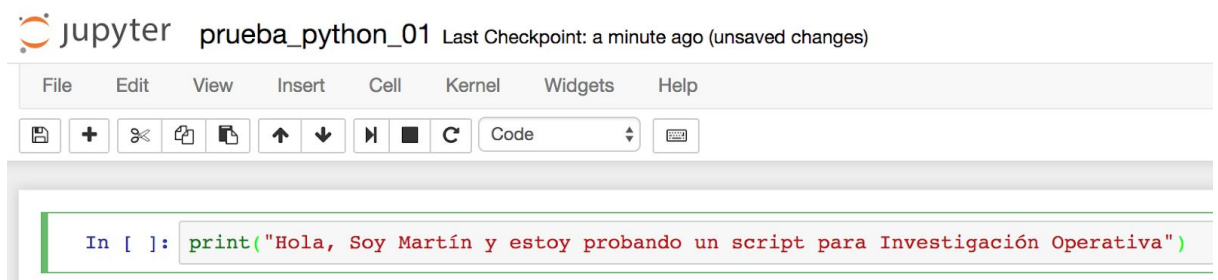 jupyter prueba_python_01 Last Checkpoint: a minute ago (unsaved changes)
File Edit View Insert Cell Kernel Widgets Help
Code
In [ ]: print("Hola, Soy Martín y estoy probando un script para Investigación Operativa")